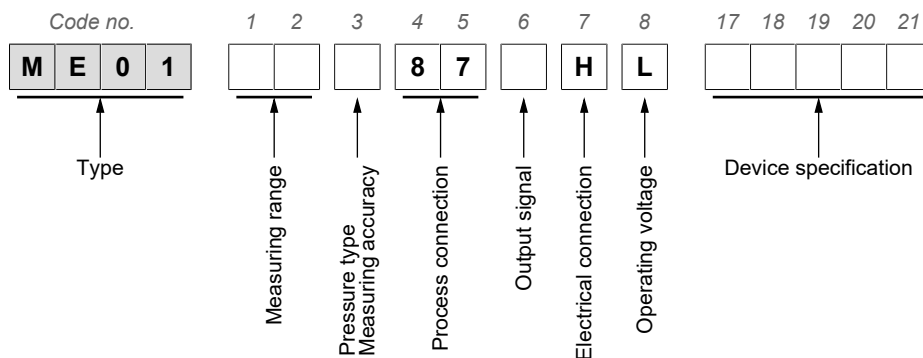 Code no. 1 2 3 4 5 6 7 8 17 18 19 20 21
M E 0 1 8 7 H L
Type
Measuring range
Pressure type
Measuring accuracy
Process connection
Output signal
Electrical connection
Operating voltage
Device specification